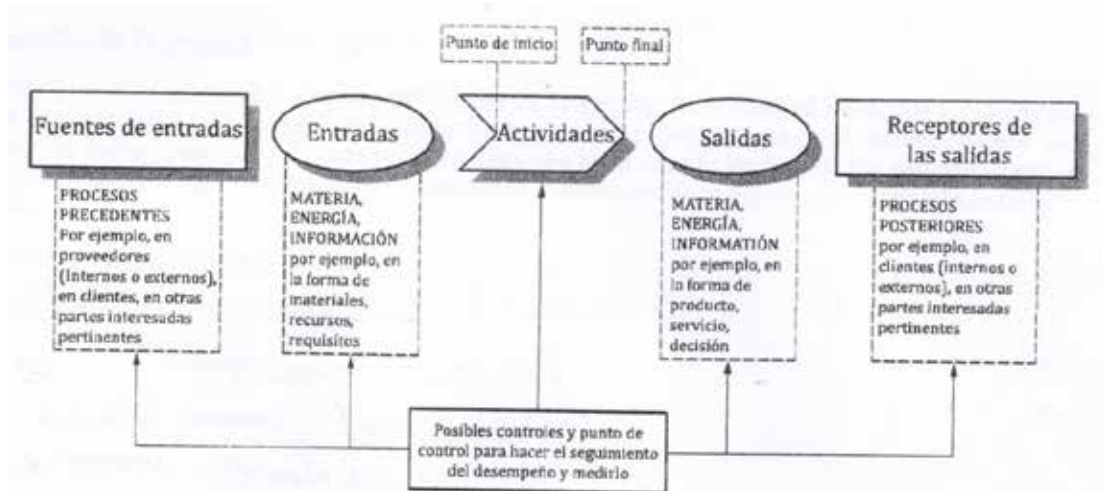 Punto de inicio
Punto final
Fuentes de entradas
Entradas
Actividades
Salidas
Receptores de
las salidas
PROCESOS
PRECEDENTES
Por ejemplo, en
proveedores
(internos o externos),
en clientes, en otras
partes interesadas
pertinentes
MATERIA,
ENERGÍA,
INFORMACIÓN
por ejemplo, en
la forma de
materiales,
recursos,
requisitos
MATERIA,
ENERGÍA,
INFORMATIÓN
por ejemplo, en
la forma de
producto,
servicio,
decisión
PROCESOS
POSTERIORES
por ejemplo, en
clientes (internos o
externos), en otras
partes interesadas
pertinentes
Posibles controles y punto de
control para hacer el seguimiento
del desempeño y medirlo